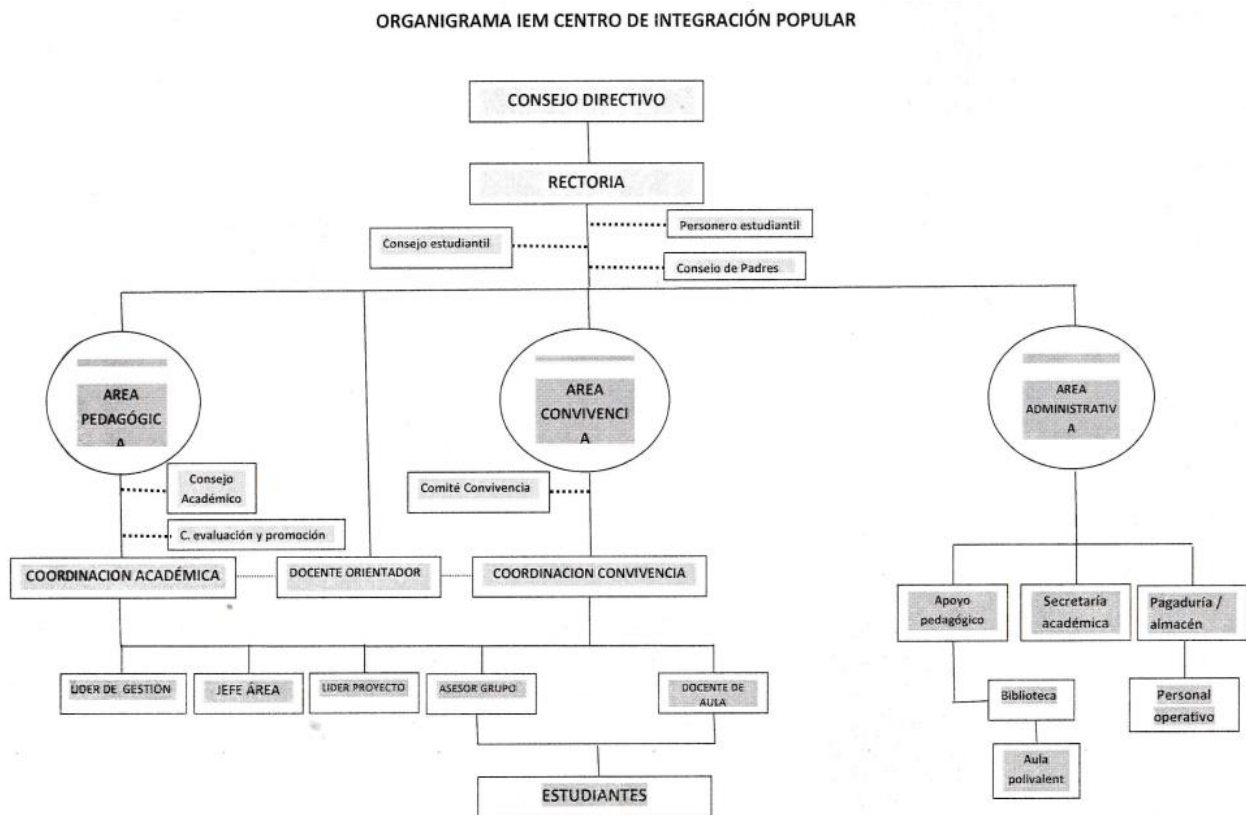 ORGANIGRAMA IEM CENTRO DE INTEGRACIÓN POPULAR
CONSEJO DIRECTIVO
RECTORIA
Personero estudiantil
Consejo estudiantil
Consejo de Padres
AREA
PEDAGÓGIC
A
AREA
CONVIVENCI
A
AREA
ADMINISTRATIV
A
Consejo
Académico
C. evaluación y promoción
Comité Convivencia
COORDINACION ACADÉMICA
DOCENTE ORIENTADOR
COORDINACION CONVIVENCIA
Apoyo
pedagógico
Secretaría
académica
Pagaduría /
almacén
LIDER DE GESTIÓN
JEFE ÁREA
LIDER PROYECTO
ASESOR GRUPO
DOCENTE DE
AULA
Biblioteca
Personal
operativo
Aula
polivalent
ESTUDIANTES